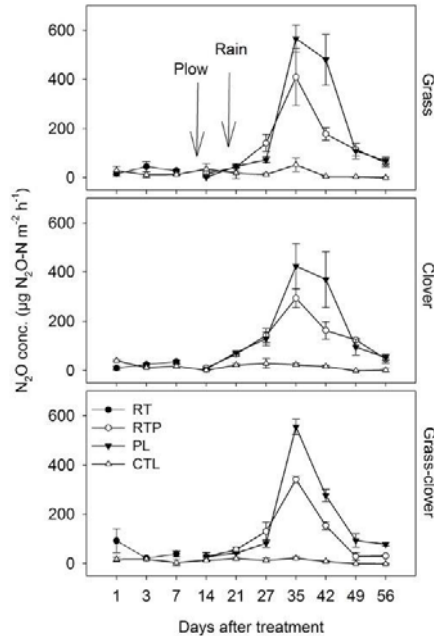 600
400
200
0
Plow
Rain
Grass
600
400
200
0
Clover
N₂O conc. (µg N₂O-N m⁻² h⁻¹)
600
400
200
0
RT
RTP
PL
CTL
Grass-clover
1 3 7 14 21 27 35 42 49 56
Days after treatment